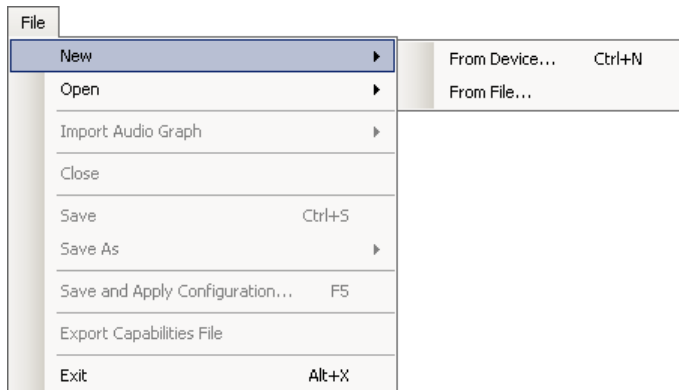 File
New From Device... Ctrl+N
Open From File...
Import Audio Graph
Close
Save Ctrl+S
Save As
Save and Apply Configuration... F5
Export Capabilities File
Exit Alt+X